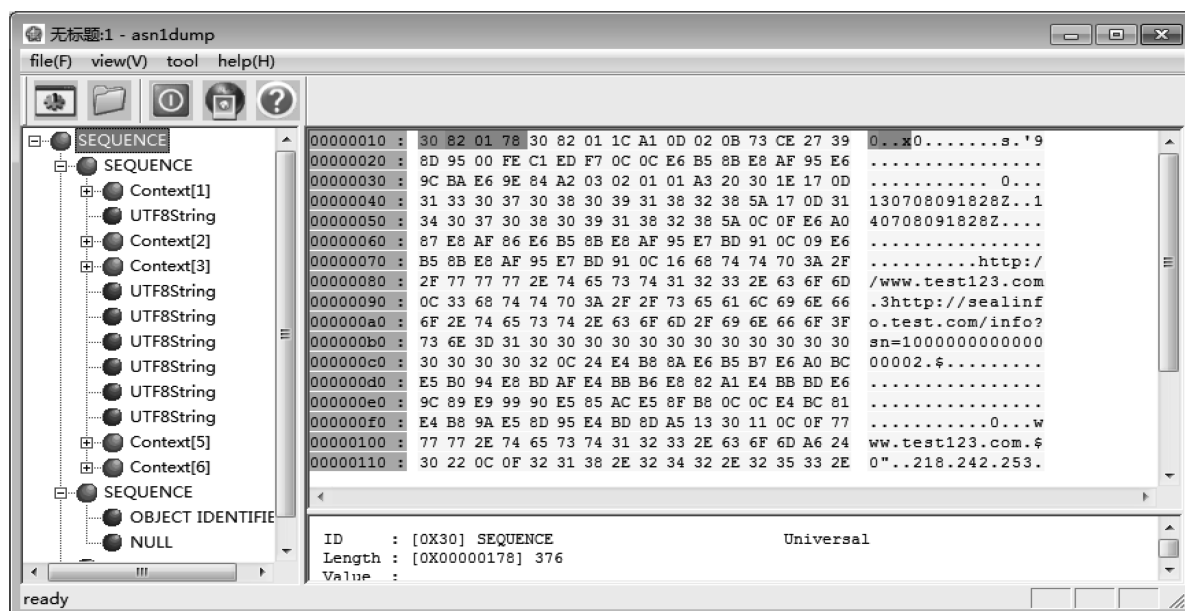 无标题:1 - asn1dump
file(F) view(V) tool help(H)
SEQUENCE
SEQUENCE
Context[1]
UTF8String
Context[2]
Context[3]
UTF8String
UTF8String
UTF8String
UTF8String
UTF8String
UTF8String
Context[5]
Context[6]
SEQUENCE
OBJECT IDENTIFIE
NULL
00000010 : 30 82 01 78 30 82 01 1C A1 0D 02 0B 73 CE 27 39 0..x0.......s.'9
00000020 : 8D 95 00 FE C1 ED F7 0C 0C E6 B5 8B E8 AF 95 E6 ................
00000030 : 9C BA E6 9E 84 A2 03 02 01 01 A3 20 30 1E 17 0D ........... 0...
00000040 : 31 33 30 37 30 38 30 39 31 38 32 38 5A 17 0D 31 130708091828Z..1
00000050 : 34 30 37 30 38 30 39 31 38 32 38 5A 0C 0F E6 A0 40708091828Z....
00000060 : 87 E8 AF 86 E6 B5 8B E8 AF 95 E7 BD 91 0C 09 E6 ................
00000070 : B5 8B E8 AF 95 E7 BD 91 0C 16 68 74 74 70 3A 2F ..........http:/
00000080 : 2F 77 77 77 2E 74 65 73 74 31 32 33 2E 63 6F 6D /www.test123.com
00000090 : 0C 33 68 74 74 70 3A 2F 2F 73 65 61 6C 69 6E 66 .3http://sealinf
000000a0 : 6F 2E 74 65 73 74 2E 63 6F 6D 2F 69 6E 66 6F 3F o.test.com/info?
000000b0 : 73 6E 3D 31 30 30 30 30 30 30 30 30 30 30 30 30 sn=1000000000000
000000c0 : 30 30 30 30 32 0C 24 E4 B8 8A E6 B5 B7 E6 A0 BC 00002.$.........
000000d0 : E5 B0 94 E8 BD AF E4 BB B6 E8 82 A1 E4 BB BD E6 ................
000000e0 : 9C 89 E9 99 90 E5 85 AC E5 8F B8 0C 0C E4 BC 81 ................
000000f0 : E4 B8 9A E5 8D 95 E4 BD 8D A5 13 30 11 0C 0F 77 ...........0...w
00000100 : 77 77 2E 74 65 73 74 31 32 33 2E 63 6F 6D A6 24 ww.test123.com.$
00000110 : 30 22 0C 0F 32 31 38 2E 32 34 32 2E 32 35 33 2E 0"..218.242.253.
ID : [0X30] SEQUENCE Universal
Length : [0X00000178] 376
Value :
ready